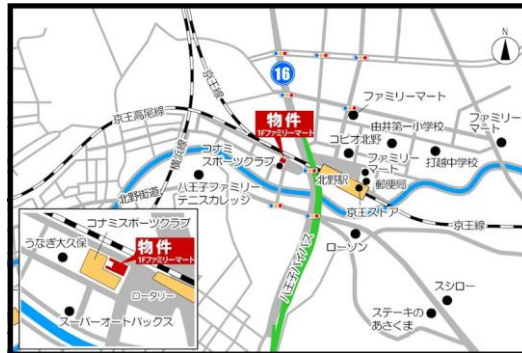 N
16
京王線
京王高尾線
横浜線
物件
1Fファミリーマート
ファミリーマート
コピオ北野
由井第一小学校
ファミリー
マート
打越中学校
ファミリー
マート
郵便局
北野駅
京王ストア
京王線
コナミ
スポーツクラブ
北野街道
八王子ファミリー
テニスカレッジ
八王子バイパス
ローソン
スシロー
ステーキの
あさくま
コナミスポーツクラブ
うなぎ大久保
物件
1Fファミリーマート
ロータリー
スーパーオートバックス